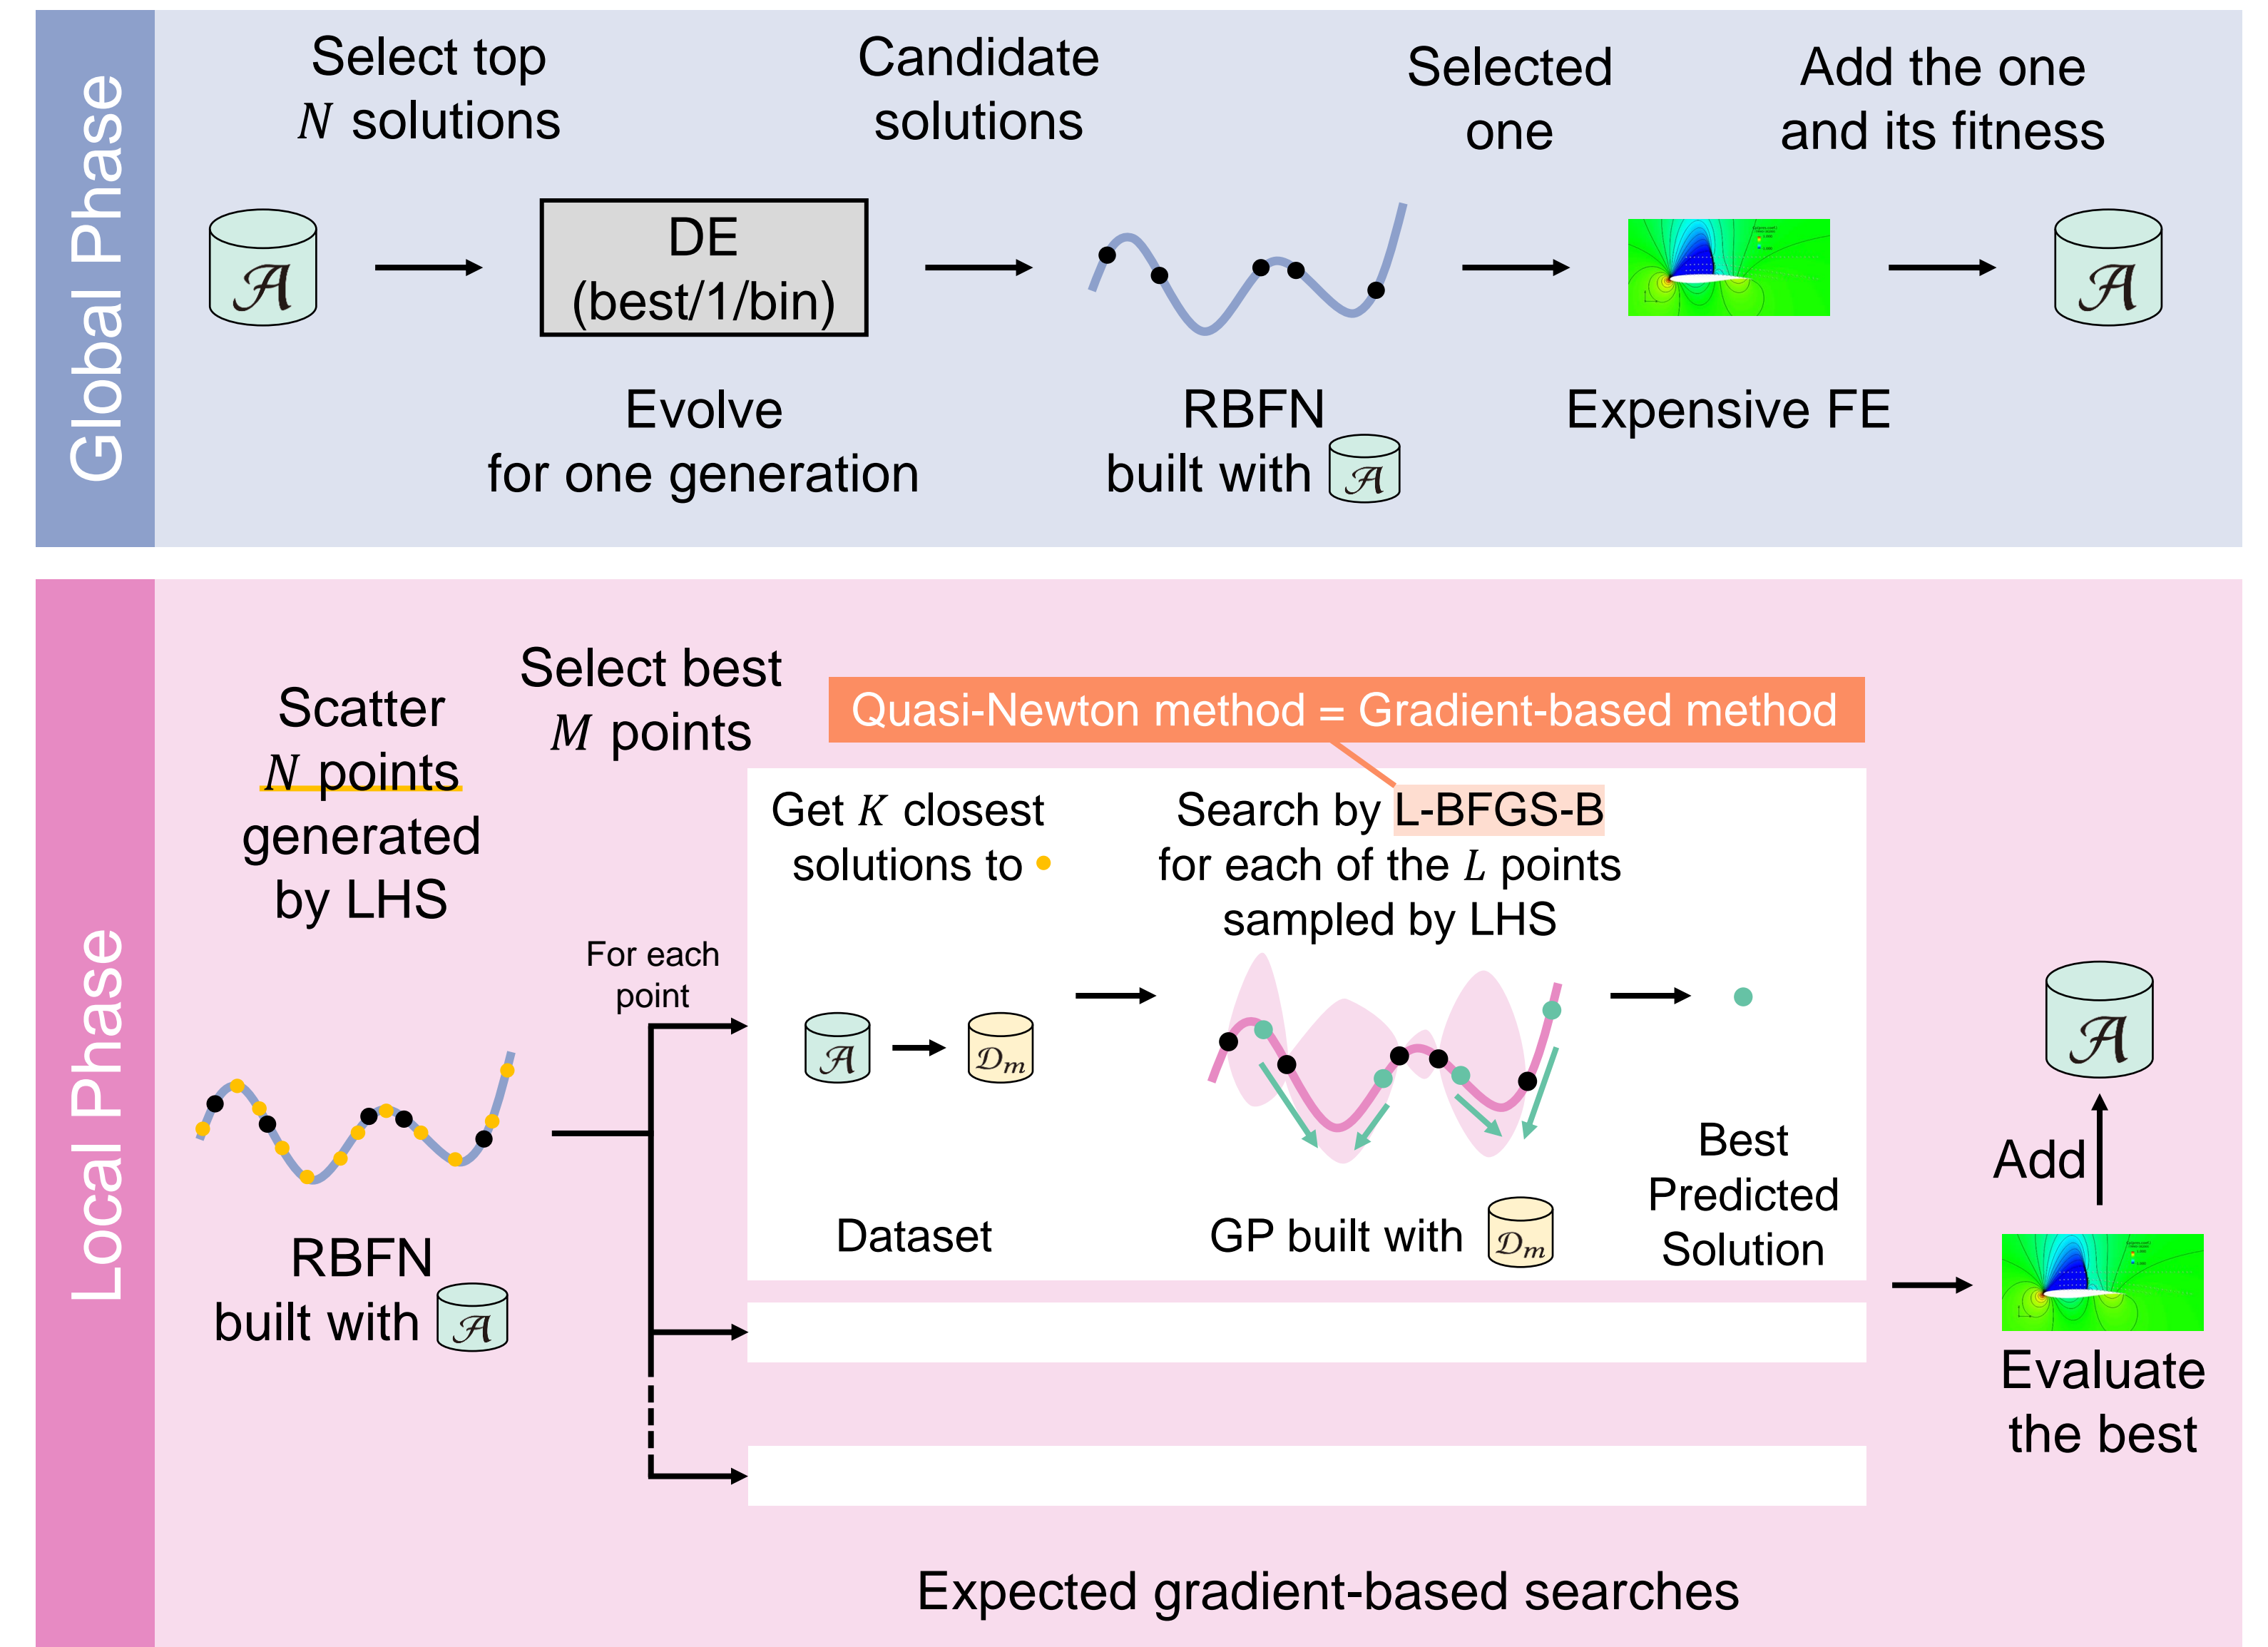 Global Phase
Select top
N solutions
Candidate
solutions
Selected
one
Add the one
and its fitness
𝒜
DE
(best/1/bin)
𝒜
Evolve
for one generation
RBFN
built with 𝒜
Expensive FE
Local Phase
Scatter
N points
generated
by LHS
Select best
M points
Quasi-Newton method = Gradient-based method
Get K closest
solutions to
Search by L-BFGS-B
for each of the L points
sampled by LHS
For each
point
𝒜
𝒟m
Dataset
GP built with 𝒟m
Best
Predicted
Solution
RBFN
built with 𝒜
𝒜
Add
Evaluate
the best
Expected gradient-based searches